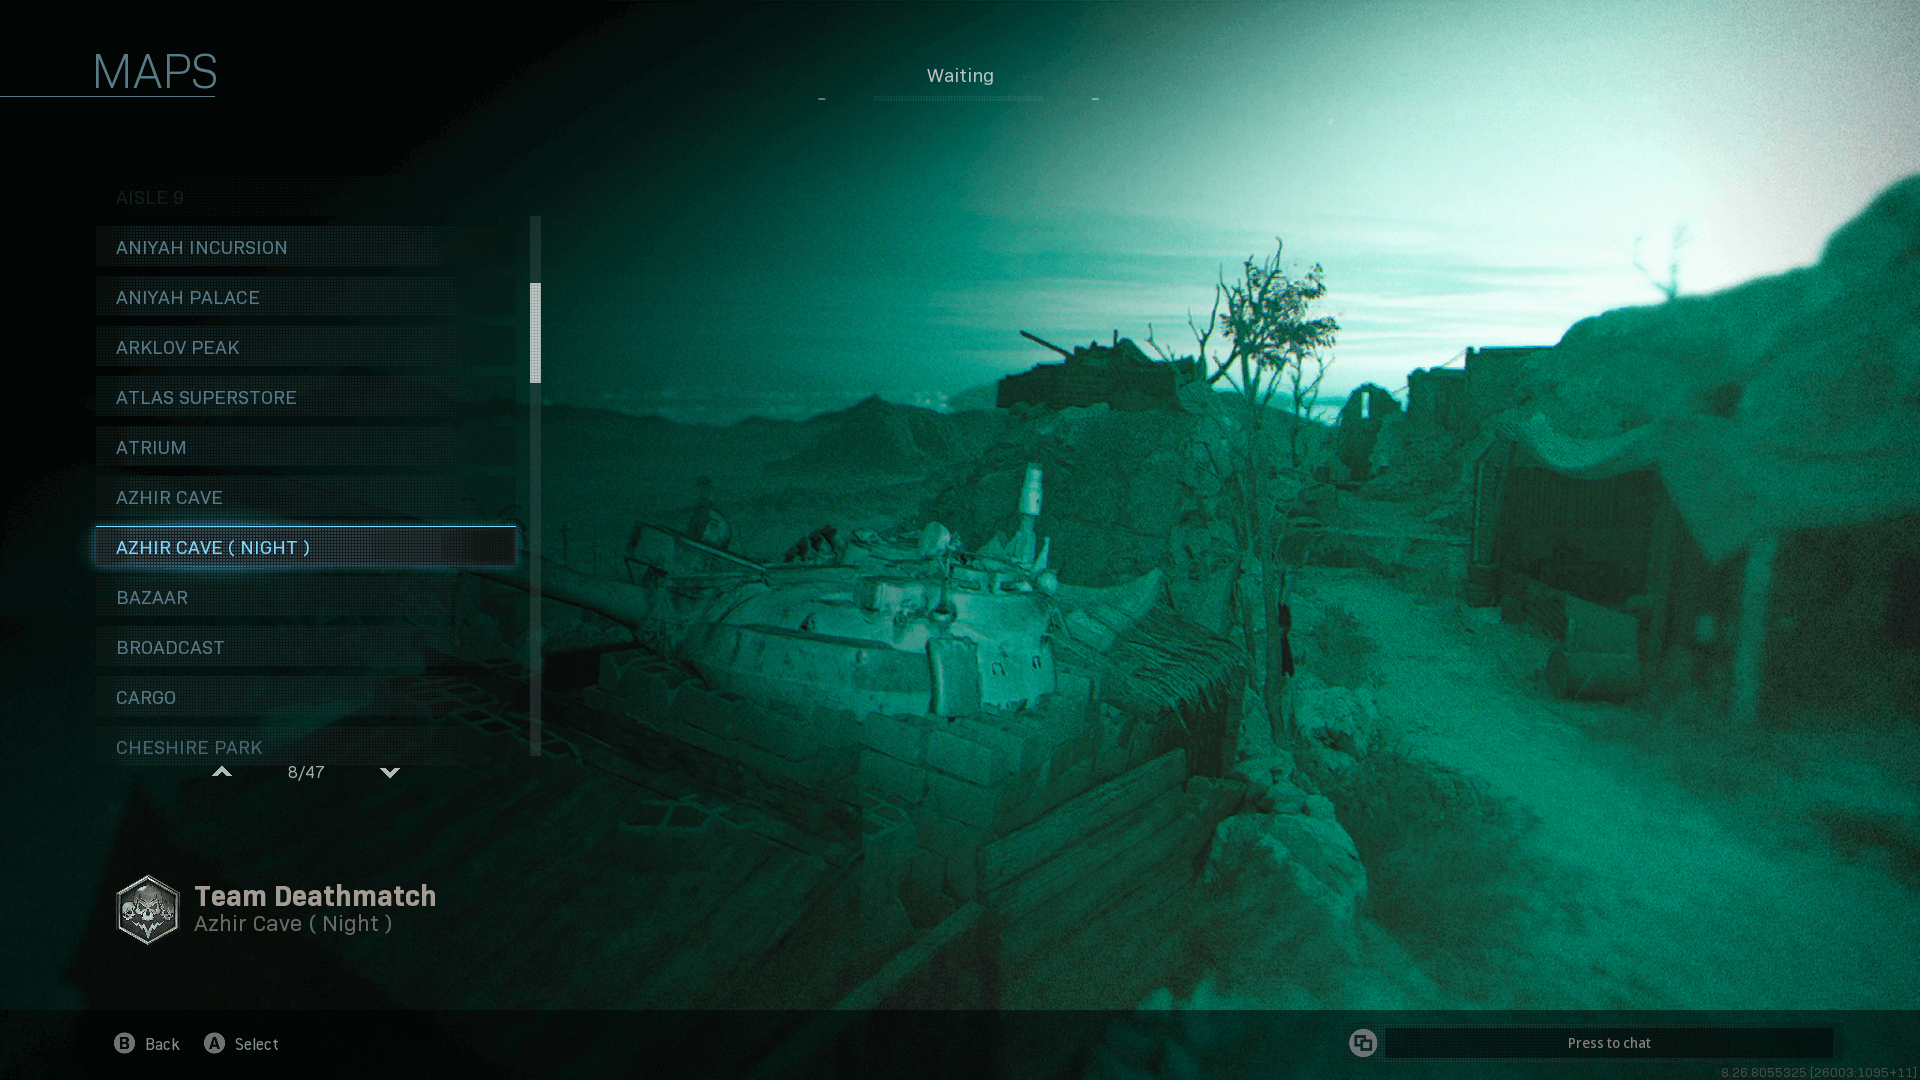 MAPS
Waiting
AISLE 9
ANIYAH INCURSION
ANIYAH PALACE
ARKLOV PEAK
ATLAS SUPERSTORE
ATRIUM
AZHIR CAVE
AZHIR CAVE ( NIGHT )
BAZAAR
BROADCAST
CARGO
CHESHIRE PARK
8/47
Team Deathmatch
Azhir Cave ( Night )
B Back A Select
Press to chat
8.26.8055325 [26003:1095+11]